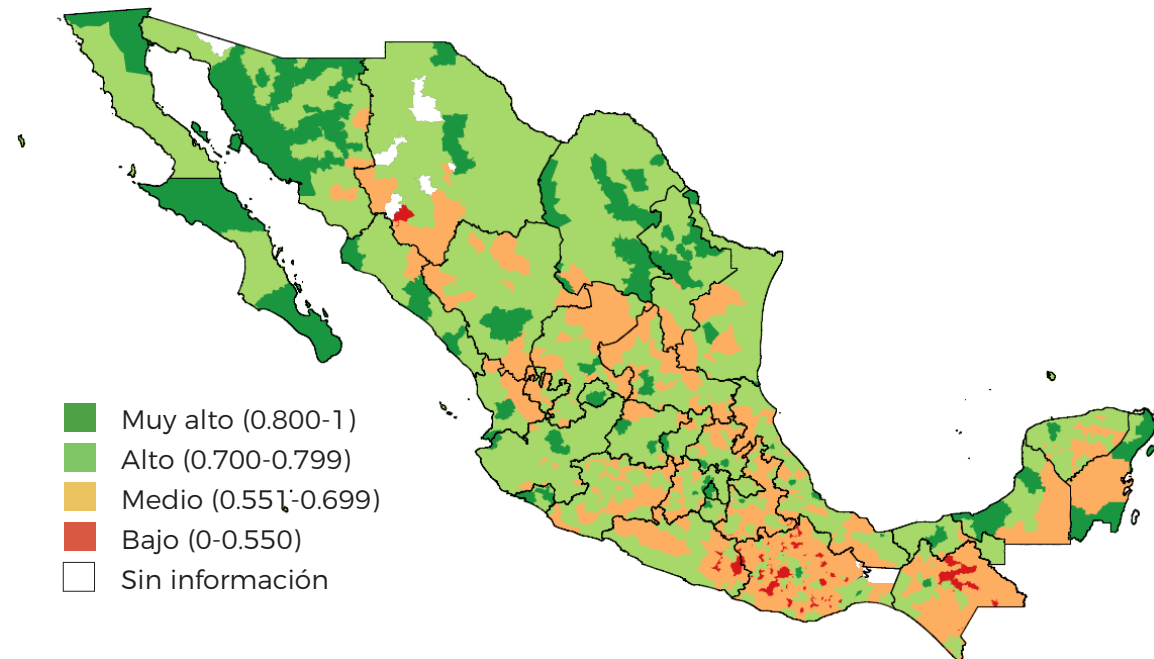 Muy alto (0.800-1)
Alto (0.700-0.799)
Medio (0.551-0.699)
Bajo (0-0.550)
Sin información